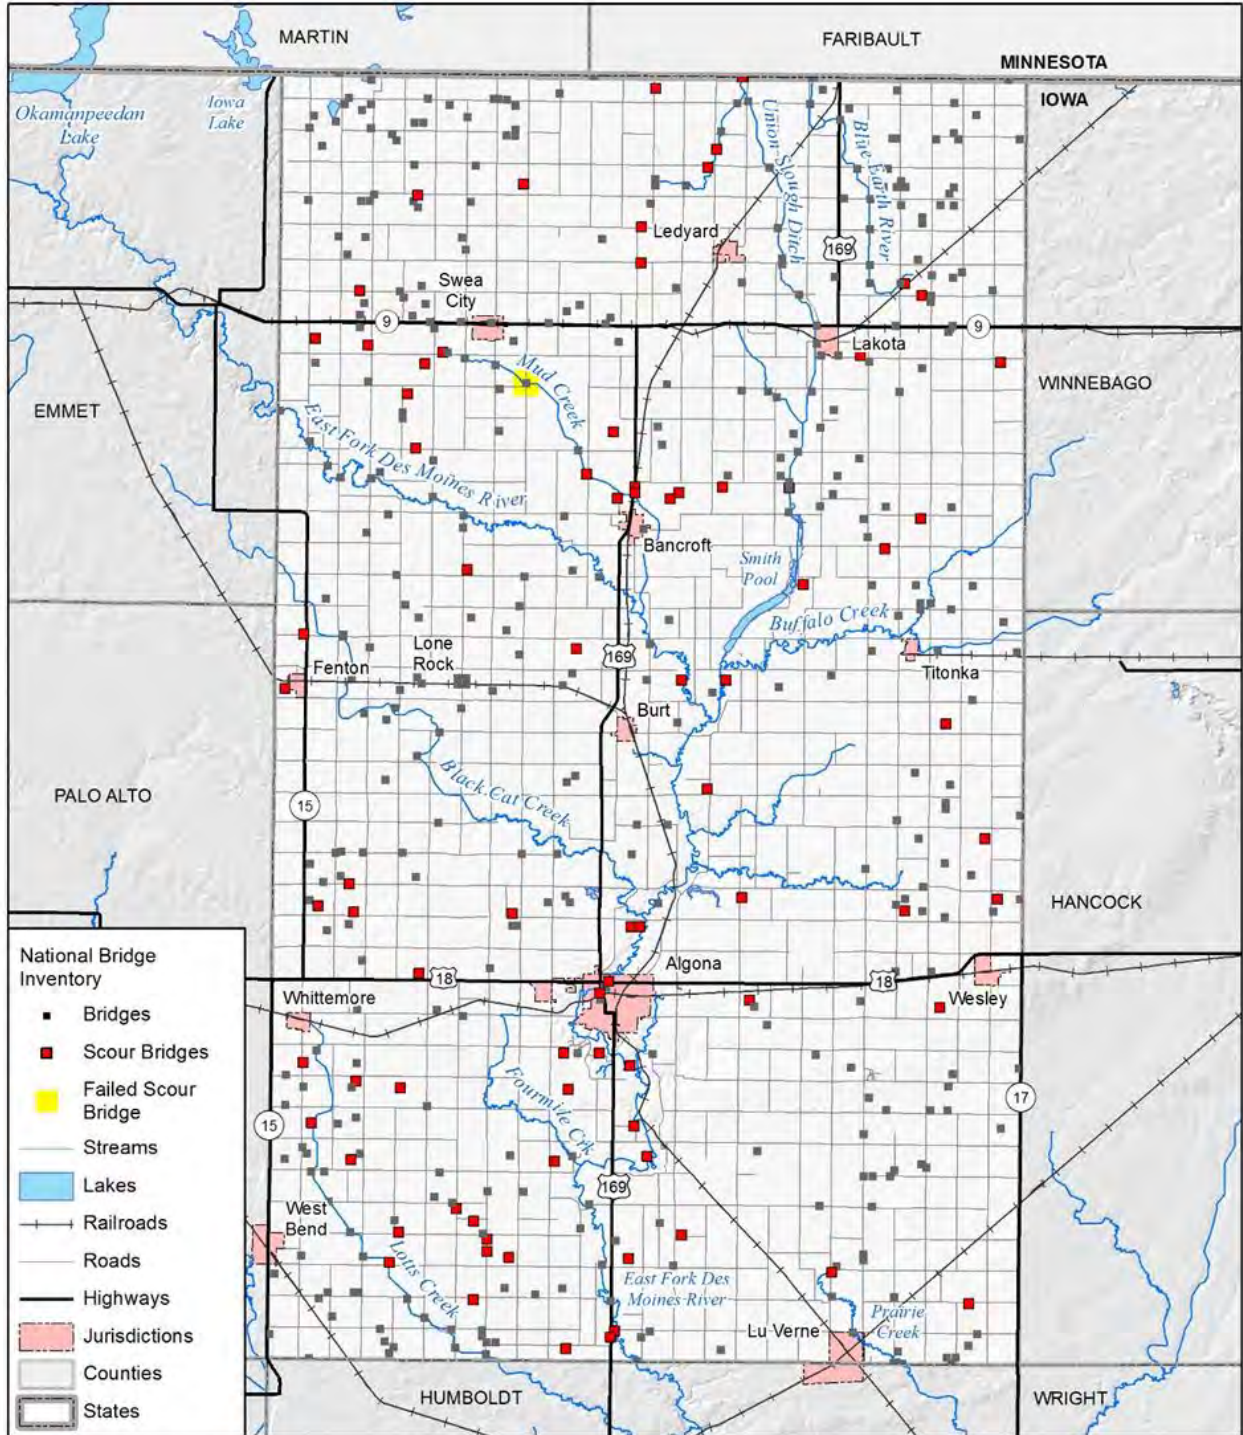 MARTIN
FARIBAULT
MINNESOTA
IOWA
Okamanpeedan
Lake
Iowa
Lake
Union Slough Ditch
Blue Earth River
Ledyard
169
Swea
City
9
9
Lakota
Mud Creek
WINNEBAGO
EMMET
East Fork Des Moines River
Bancroft
Smith
Pool
Buffalo Creek
Lone
Rock
169
Fenton
Titonka
Burt
PALO ALTO
15
Black Cat Creek
HANCOCK
Algona
18
18
Wesley
Whittemore
Fourmile Crk
17
15
169
West
Bend
Lotts Creek
East Fork Des
Moines River
Lu Verne
Prairie
Creek
HUMBOLDT
WRIGHT
National Bridge
Inventory
Bridges
Scour Bridges
Failed Scour
Bridge
Streams
Lakes
Railroads
Roads
Highways
Jurisdictions
Counties
States